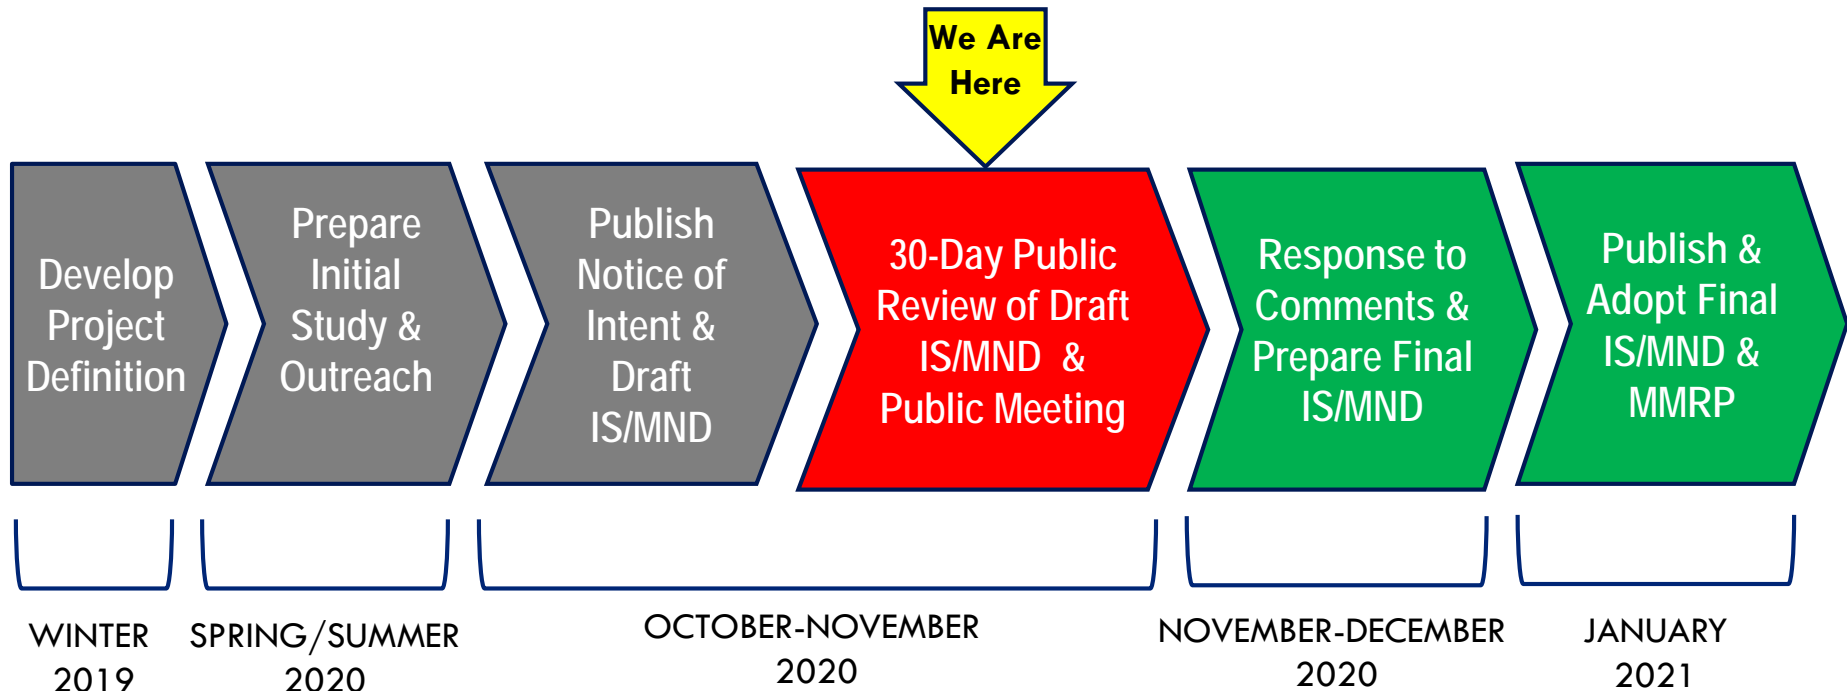 We Are
Here
Develop
Project
Definition
Prepare
Initial
Study &
Outreach
Publish
Notice of
Intent &
Draft
IS/MND
30-Day Public
Review of Draft
IS/MND &
Public Meeting
Response to
Comments &
Prepare Final
IS/MND
Publish &
Adopt Final
IS/MND &
MMRP
WINTER
2019
SPRING/SUMMER
2020
OCTOBER-NOVEMBER
2020
NOVEMBER-DECEMBER
2020
JANUARY
2021